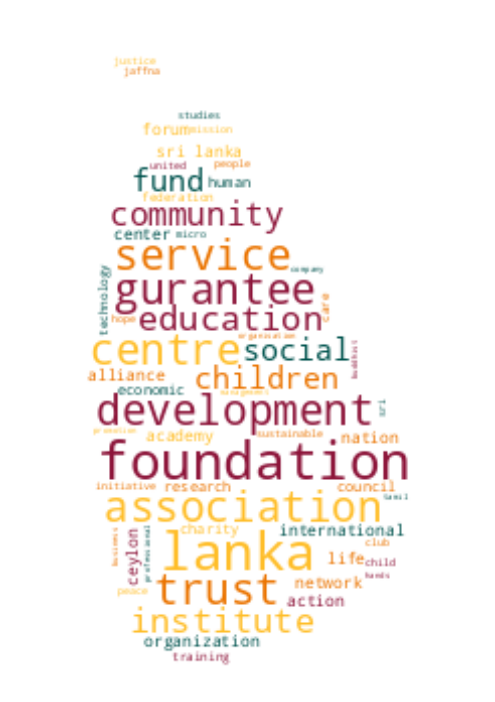 justice
jaffna
studies
forum mission
sri lanka
united people
fund human
federation
community
center micro
service company
technology gurantee care
hope education
organisation
centre social buddhist
alliance children
economic management
development sri
promotion academy sustainable nation
foundation
initiative research council
association tamil
business ceylon professional charity international
lanka club
life child
peace trust network hands
action
institute
organization
training